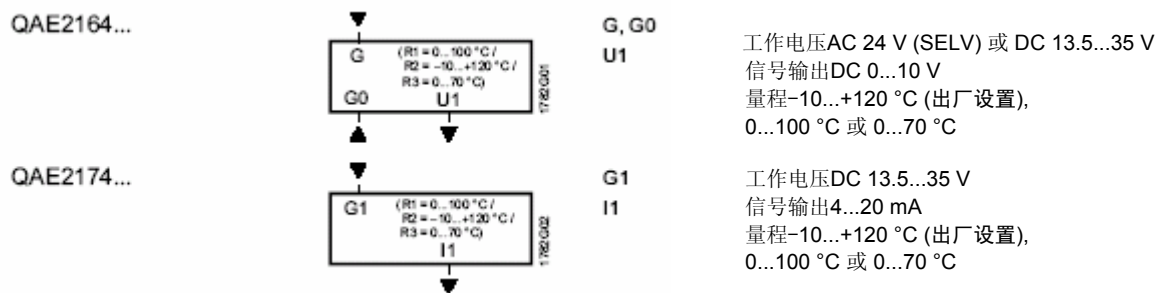 QAE2164...
G
(R1 = 0...100 °C /
R2 = −10...+120 °C /
R3 = 0...70 °C)
G0
U1
1782G01
G, G0
U1
工作电压AC 24 V (SELV) 或 DC 13.5...35 V
信号输出DC 0...10 V
量程−10...+120 °C (出厂设置),
0...100 °C 或 0...70 °C
QAE2174...
G1
(R1 = 0...100 °C /
R2 = −10...+120 °C /
R3 = 0...70 °C)
I1
1782G02
G1
I1
工作电压DC 13.5...35 V
信号输出4...20 mA
量程−10...+120 °C (出厂设置),
0...100 °C 或 0...70 °C